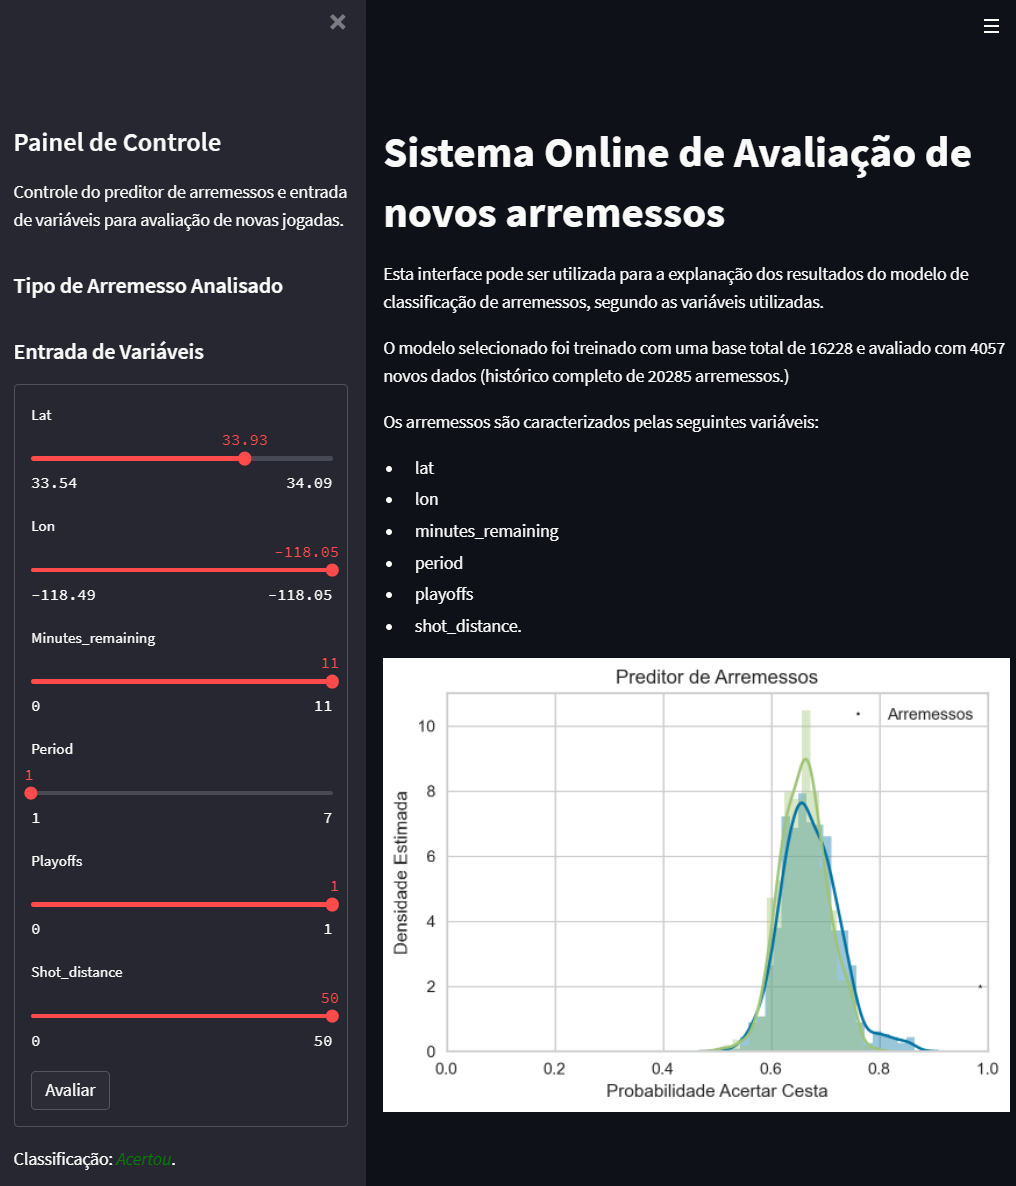 ×
☰
Painel de Controle
Controle do preditor de arremessos e entrada
de variáveis para avaliação de novas jogadas.
Tipo de Arremesso Analisado
Entrada de Variáveis
Lat
33.93
33.54 34.09
Lon
-118.05
-118.49 -118.05
Minutes_remaining
11
0 11
Period
1
1 7
Playoffs
1
0 1
Shot_distance
50
0 50
Avaliar
Classificação: Acertou.
Sistema Online de Avaliação de
novos arremessos
Esta interface pode ser utilizada para a explanação dos resultados do modelo de
classificação de arremessos, segundo as variáveis utilizadas.
O modelo selecionado foi treinado com uma base total de 16228 e avaliado com 4057
novos dados (histórico completo de 20285 arremessos.)
Os arremessos são caracterizados pelas seguintes variáveis:
• lat
• lon
• minutes_remaining
• period
• playoffs
• shot_distance.
Preditor de Arremessos
Arremessos
Densidade Estimada
10
8
6
4
2
0
0.0 0.2 0.4 0.6 0.8 1.0
Probabilidade Acertar Cesta